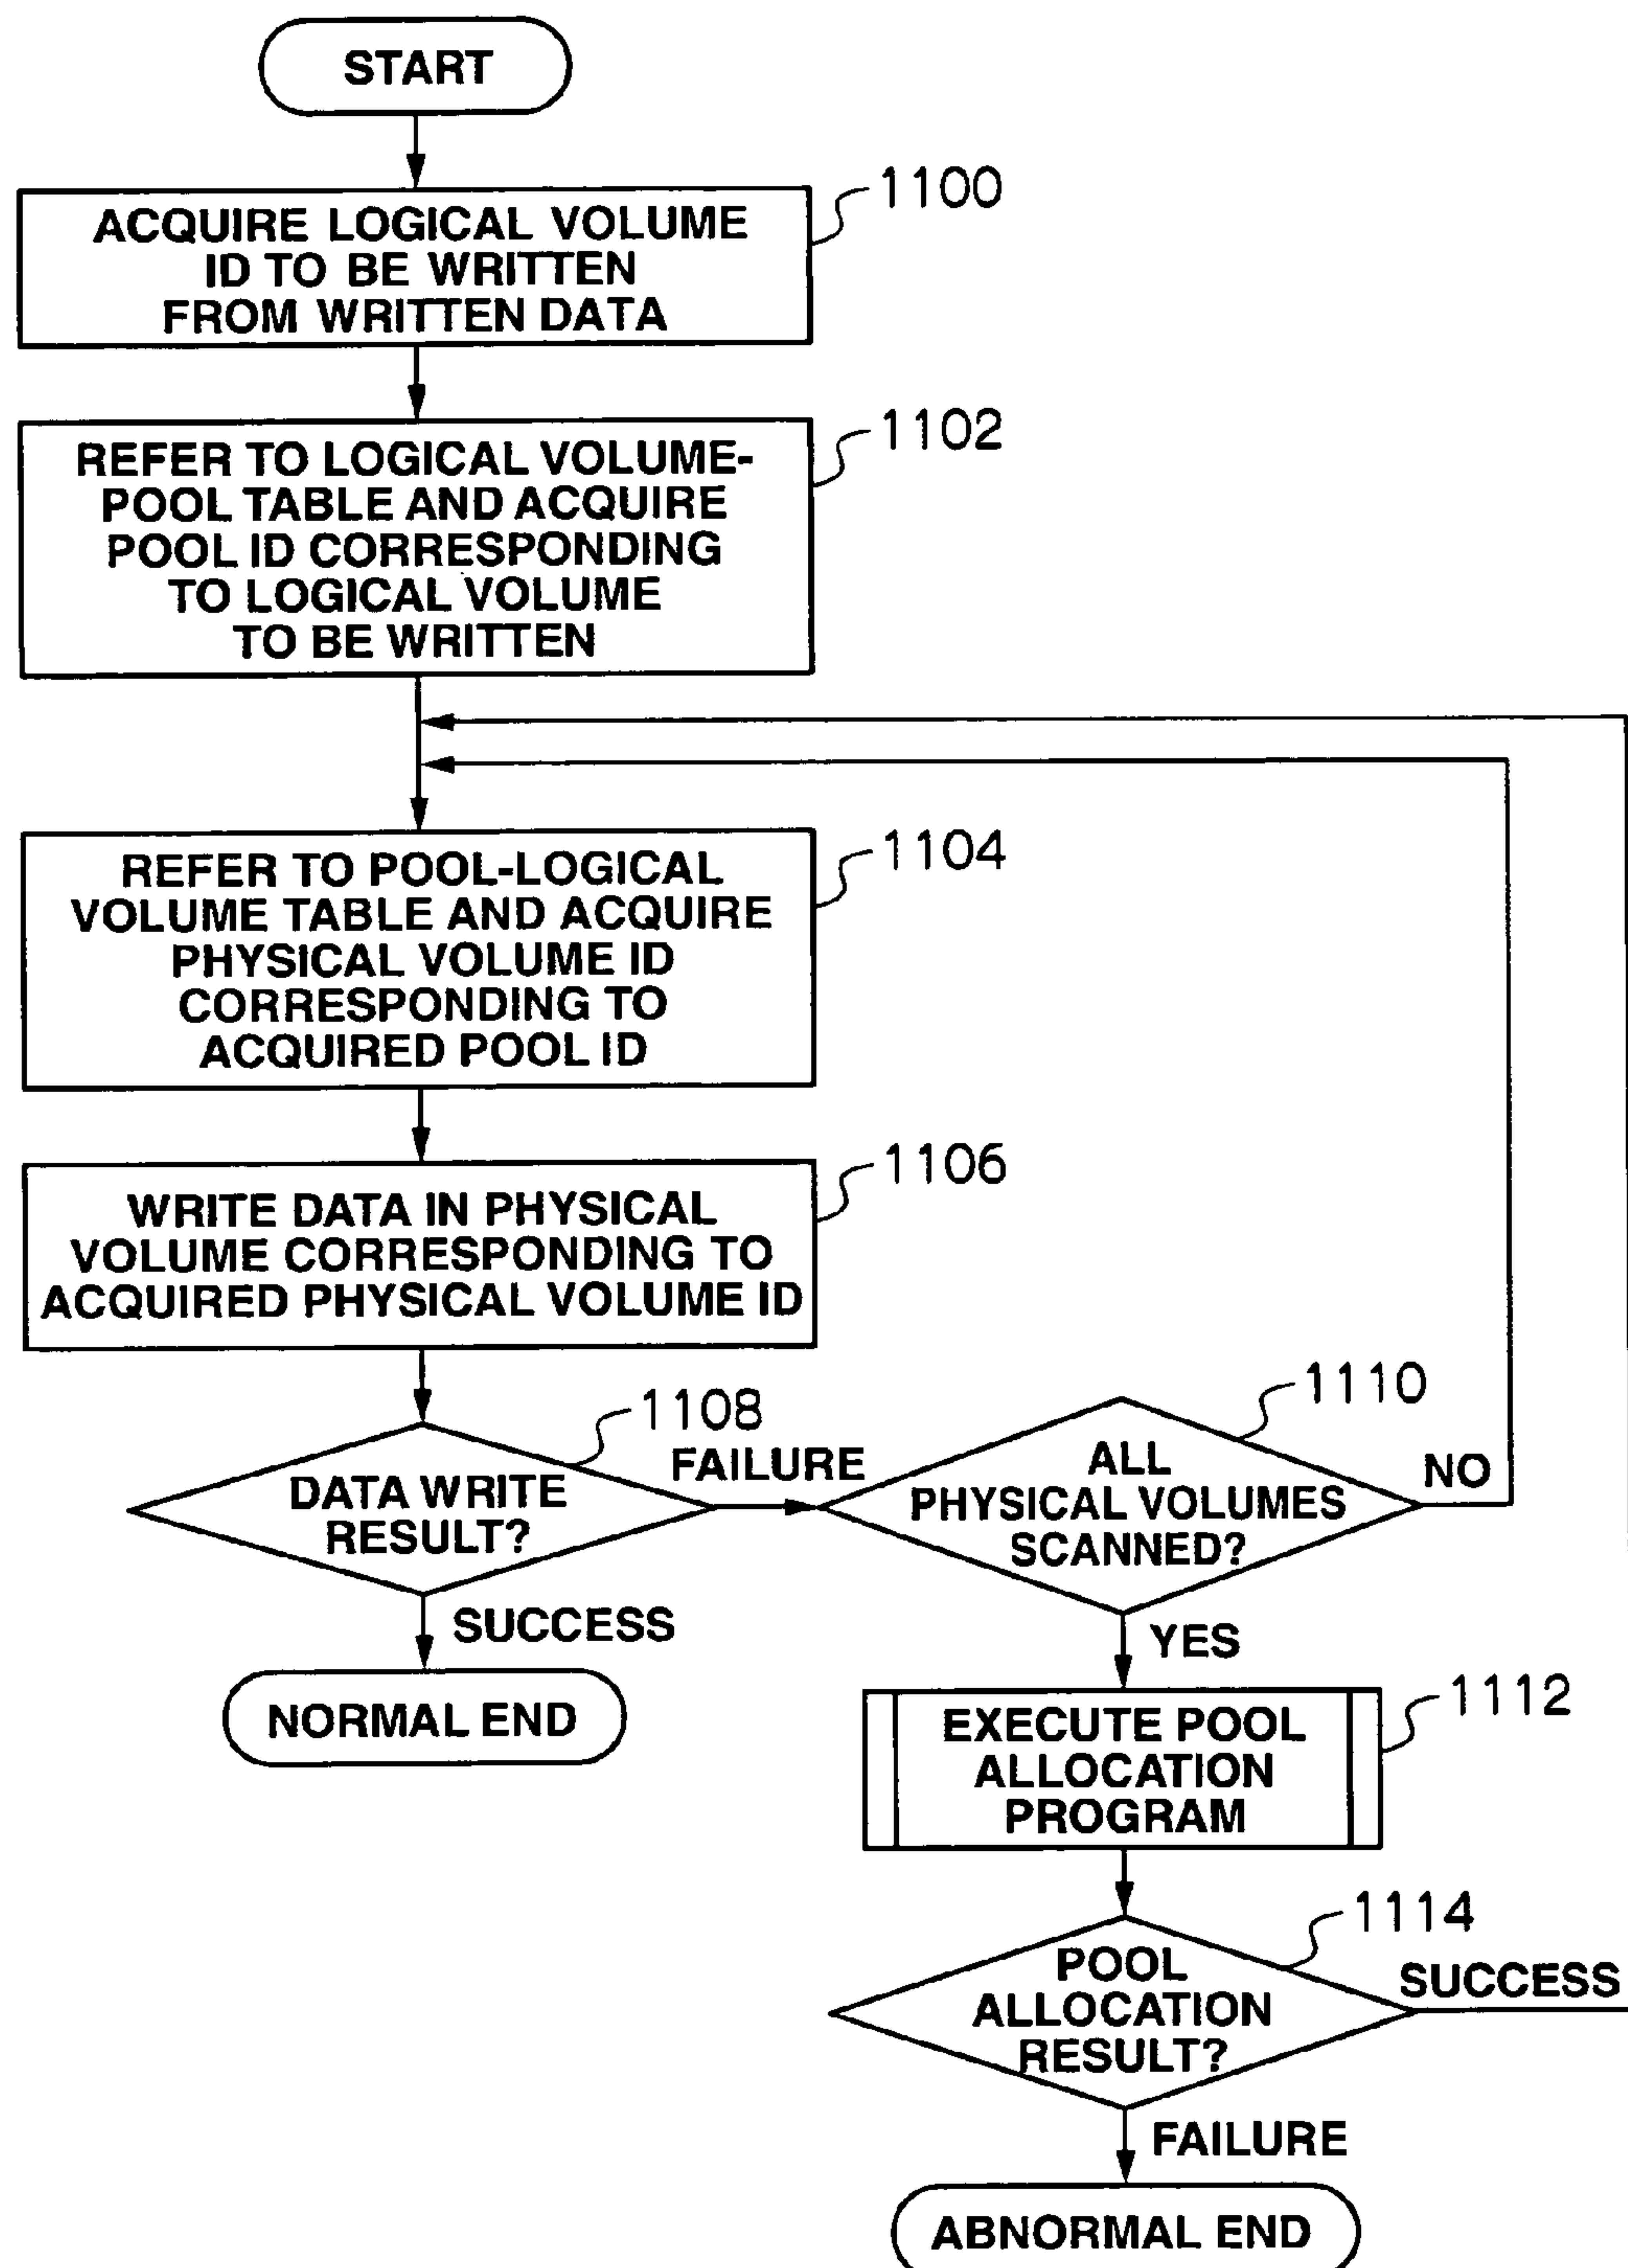 START
1100
ACQUIRE LOGICAL VOLUME
ID TO BE WRITTEN
FROM WRITTEN DATA
1102
REFER TO LOGICAL VOLUME-
POOL TABLE AND ACQUIRE
POOL ID CORRESPONDING
TO LOGICAL VOLUME
TO BE WRITTEN
1104
REFER TO POOL-LOGICAL
VOLUME TABLE AND ACQUIRE
PHYSICAL VOLUME ID
CORRESPONDING TO
ACQUIRED POOL ID
1106
WRITE DATA IN PHYSICAL
VOLUME CORRESPONDING TO
ACQUIRED PHYSICAL VOLUME ID
1108
DATA WRITE
RESULT?
FAILURE
SUCCESS
NORMAL END
1110
ALL
PHYSICAL VOLUMES
SCANNED?
NO
YES
1112
EXECUTE POOL
ALLOCATION
PROGRAM
1114
POOL
ALLOCATION
RESULT?
SUCCESS
FAILURE
ABNORMAL END